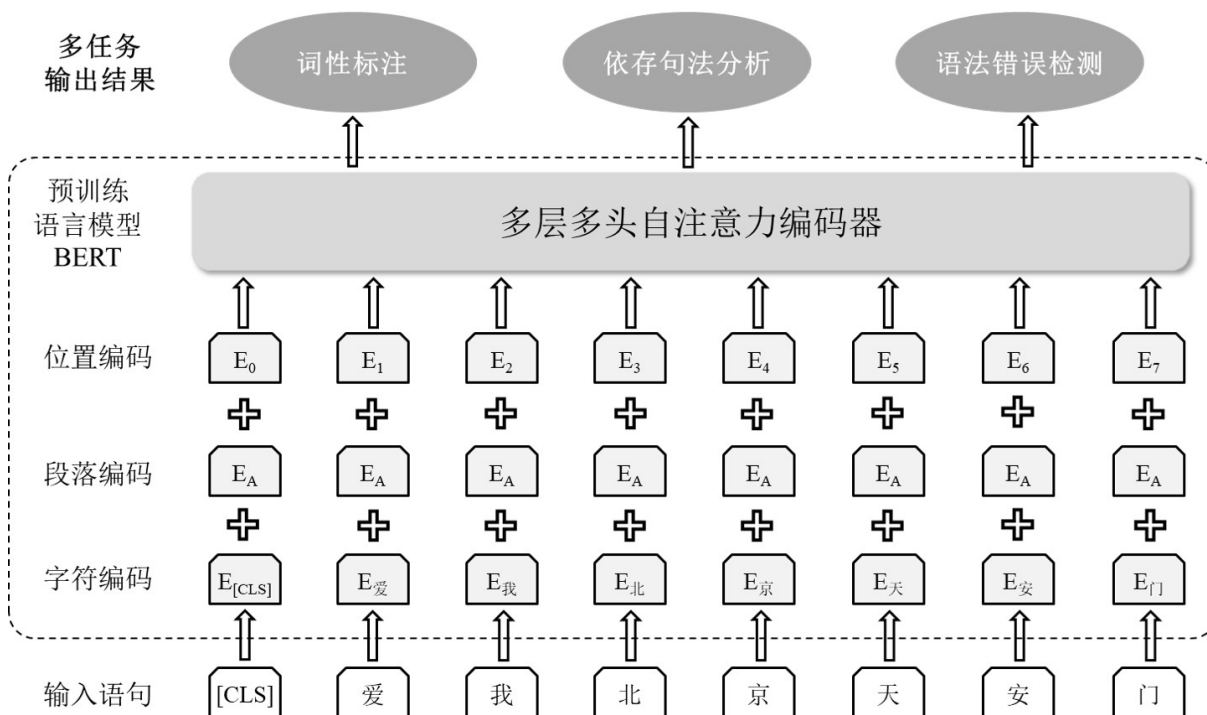 多任务
输出结果
词性标注 依存句法分析 语法错误检测
预训练
语言模型
BERT
多层多头自注意力编码器
位置编码 E0 E1 E2 E3 E4 E5 E6 E7
段落编码 EA EA EA EA EA EA EA EA
字符编码 E[CLS] E爱 E我 E北 E京 E天 E安 E门
输入语句 [CLS] 爱 我 北 京 天 安 门